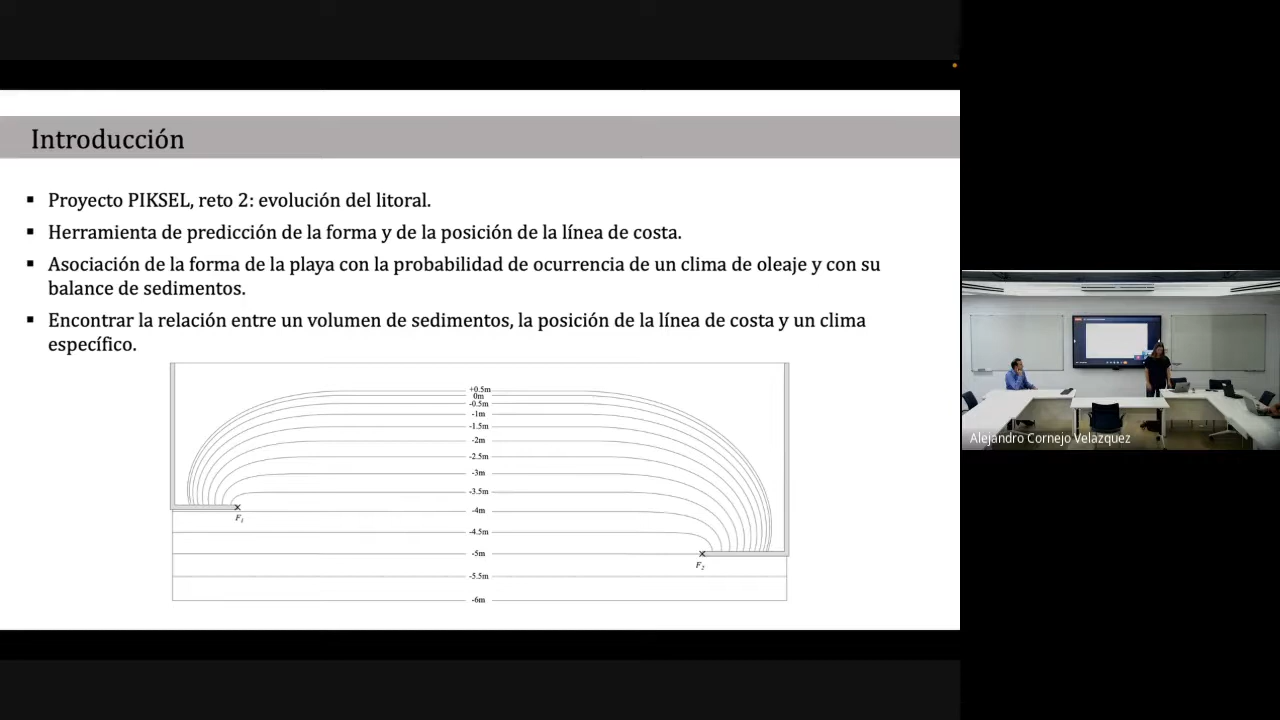 Introducción
▪ Proyecto PIKSEL, reto 2: evolución del litoral.
▪ Herramienta de predicción de la forma y de la posición de la línea de costa.
▪ Asociación de la forma de la playa con la probabilidad de ocurrencia de un clima de oleaje y con su
balance de sedimentos.
▪ Encontrar la relación entre un volumen de sedimentos, la posición de la línea de costa y un clima
específico.
+0.5m
0m
-0.5m
-1m
-1.5m
-2m
-2.5m
-3m
-3.5m
-4m
F1
-4.5m
-5m
F2
-5.5m
-6m
Alejandro Cornejo Velazquez